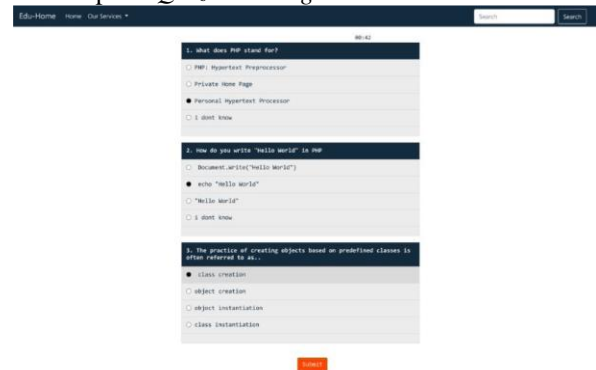 Edu-Home Home Our Services Search Search
00:42
1. What does PHP stand for?
PHP: Hypertext Preprocessor
Private Home Page
Personal Hypertext Processor
I dont know
2. How do you write "Hello World" in PHP
Document.Write("Hello World")
echo "Hello World"
"Hello World"
I dont know
3. The practice of creating objects based on predefined classes is
often referred to as..
class creation
object creation
object instantiation
class instantiation
Submit